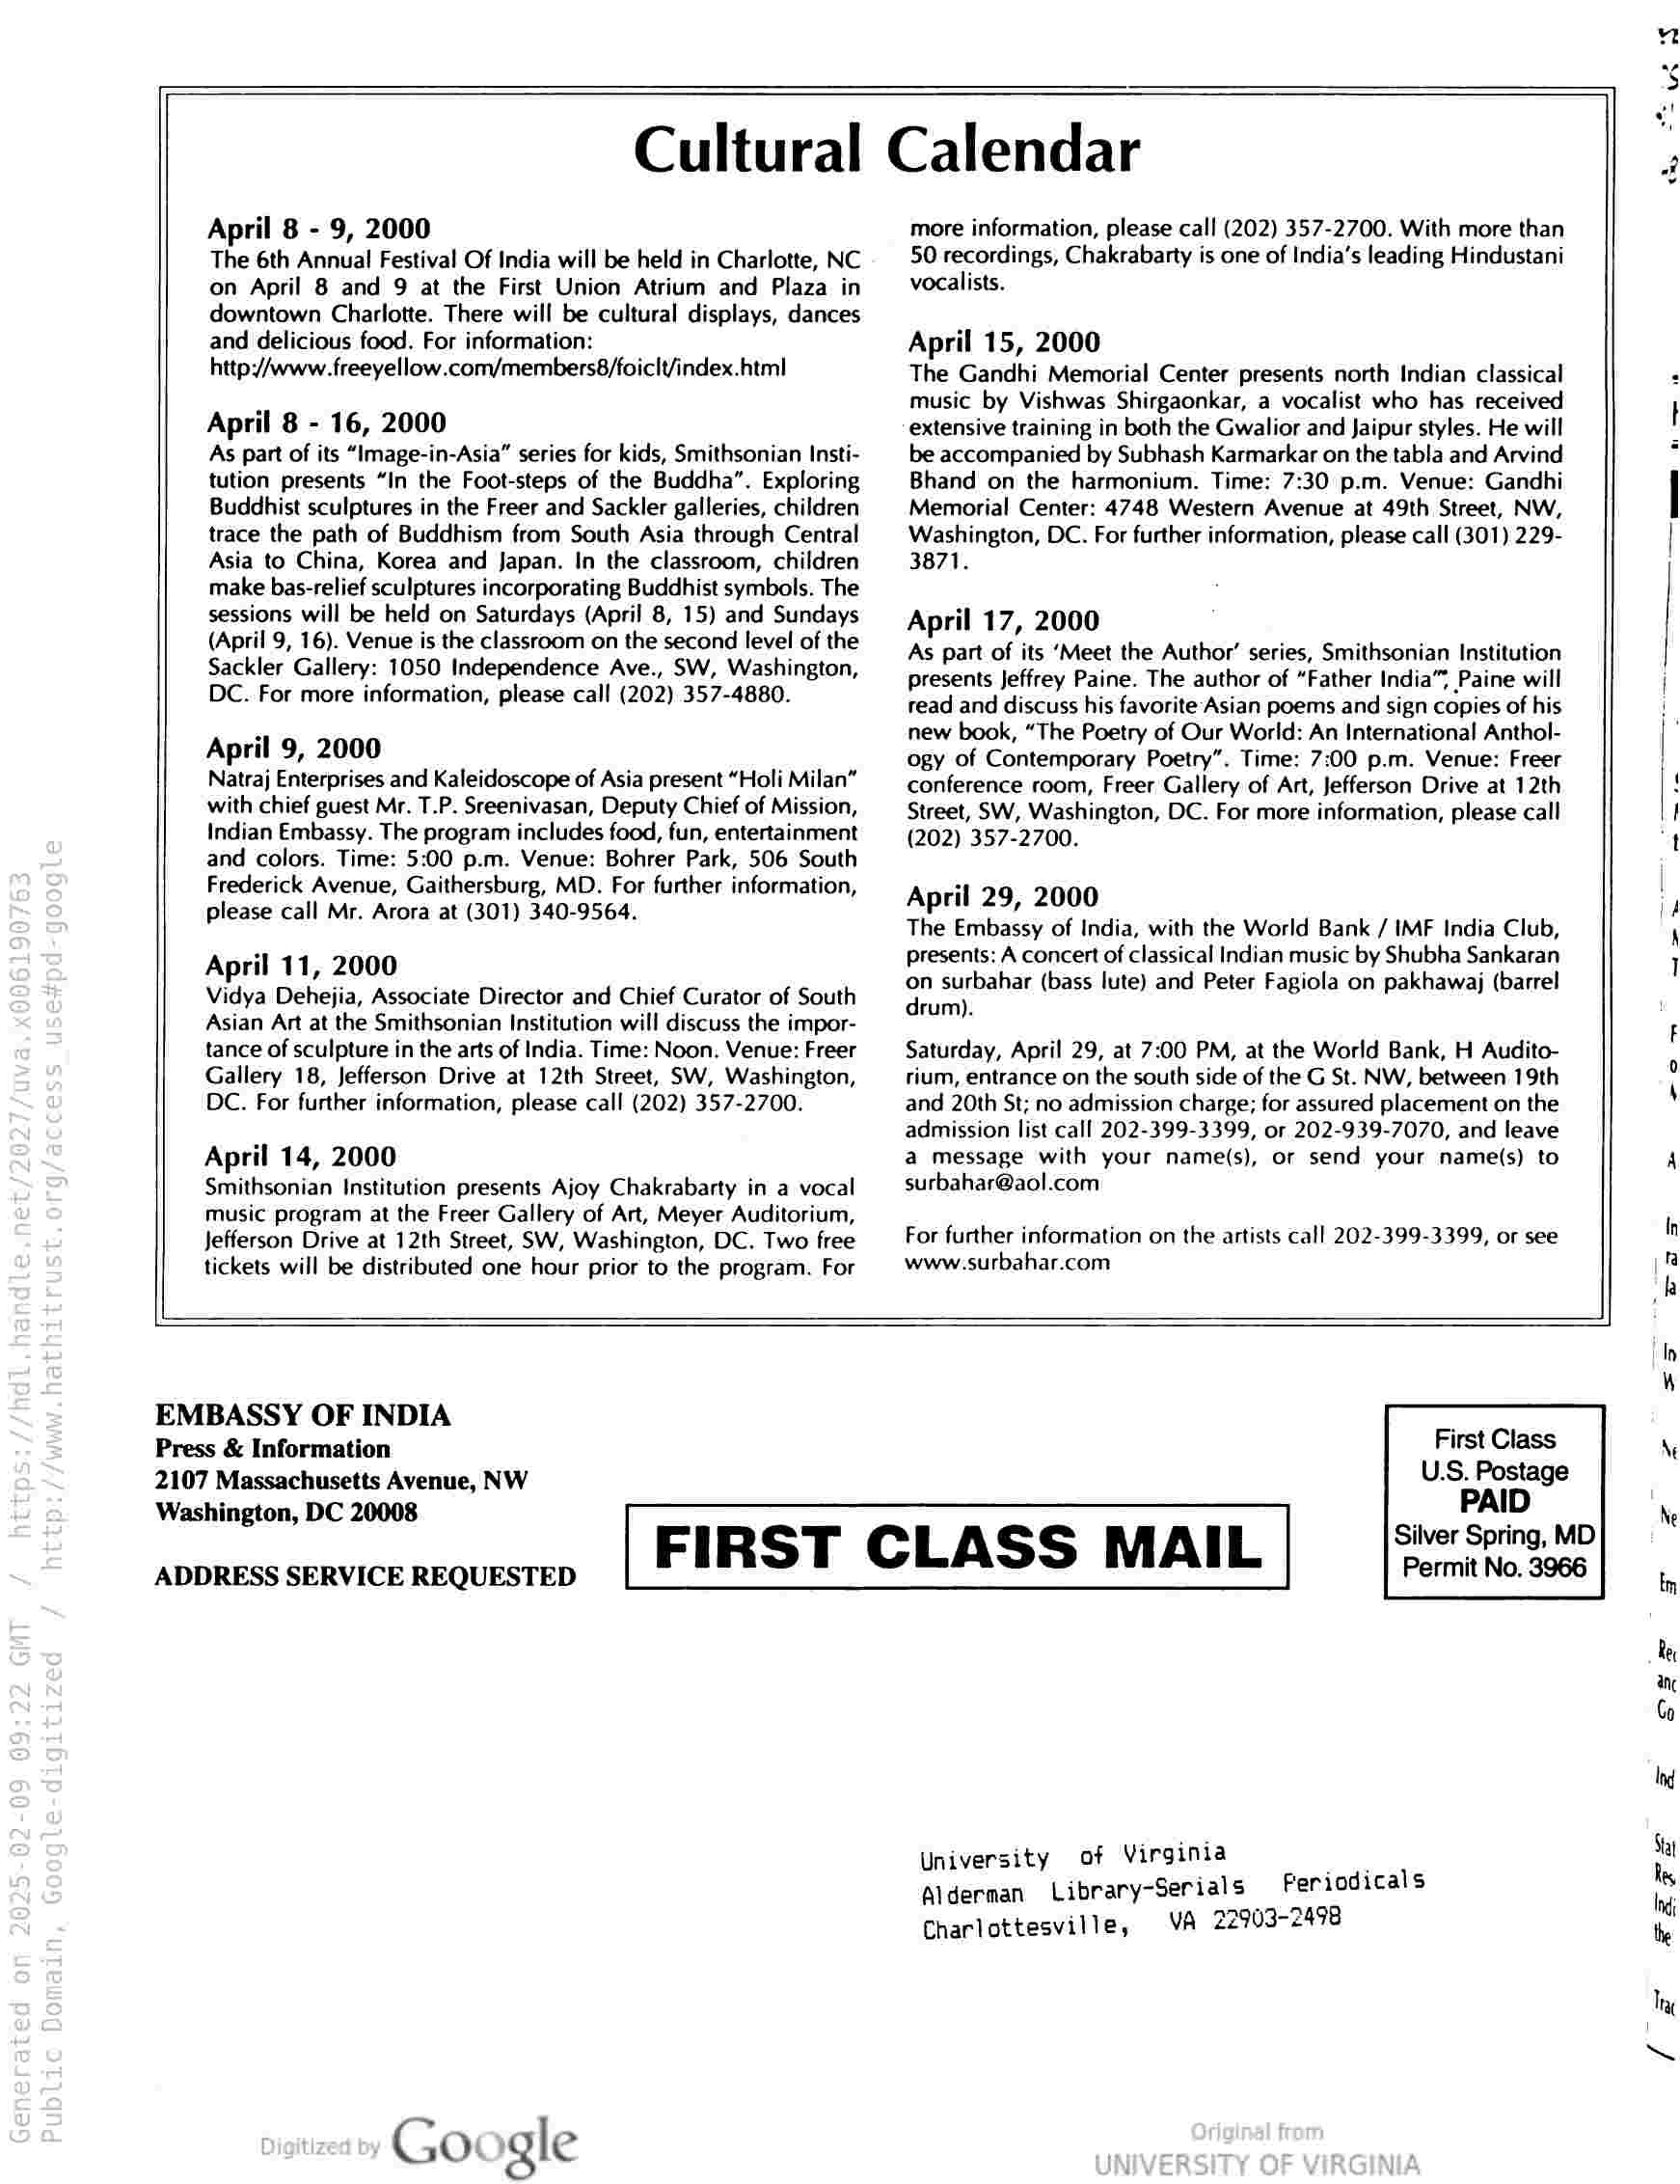 Cultural Calendar
April 8 - 9, 2000
The 6th Annual Festival Of India will be held in Charlotte, NC
on April 8 and 9 at the First Union Atrium and Plaza in
downtown Charlotte. There will be cultural displays, dances
and delicious food. For information:
http://www.freeyellow.com/members8/foiclt/index.html
April 8 - 16, 2000
As part of its "Image-in-Asia" series for kids, Smithsonian Insti-
tution presents "In the Foot-steps of the Buddha". Exploring
Buddhist sculptures in the Freer and Sackler galleries, children
trace the path of Buddhism from South Asia through Central
Asia to China, Korea and Japan. In the classroom, children
make bas-relief sculptures incorporating Buddhist symbols. The
sessions will be held on Saturdays (April 8, 15) and Sundays
(April 9, 16). Venue is the classroom on the second level of the
Sackler Gallery: 1050 Independence Ave., SW, Washington,
DC. For more information, please call (202) 357-4880.
April 9, 2000
Natraj Enterprises and Kaleidoscope of Asia present "Holi Milan"
with chief guest Mr. T.P. Sreenivasan, Deputy Chief of Mission,
Indian Embassy. The program includes food, fun, entertainment
and colors. Time: 5:00 p.m. Venue: Bohrer Park, 506 South
Frederick Avenue, Gaithersburg, MD. For further information,
please call Mr. Arora at (301) 340-9564.
April 11, 2000
Vidya Dehejia, Associate Director and Chief Curator of South
Asian Art at the Smithsonian Institution will discuss the impor-
tance of sculpture in the arts of India. Time: Noon. Venue: Freer
Gallery 18, Jefferson Drive at 12th Street, SW, Washington,
DC. For further information, please call (202) 357-2700.
April 14, 2000
Smithsonian Institution presents Ajoy Chakrabarty in a vocal
music program at the Freer Gallery of Art, Meyer Auditorium,
Jefferson Drive at 12th Street, SW, Washington, DC. Two free
tickets will be distributed one hour prior to the program. For
more information, please call (202) 357-2700. With more than
50 recordings, Chakrabarty is one of India's leading Hindustani
vocalists.
April 15, 2000
The Gandhi Memorial Center presents north Indian classical
music by Vishwas Shirgaonkar, a vocalist who has received
extensive training in both the Gwalior and Jaipur styles. He will
be accompanied by Subhash Karmarkar on the tabla and Arvind
Bhand on the harmonium. Time: 7:30 p.m. Venue: Gandhi
Memorial Center: 4748 Western Avenue at 49th Street, NW,
Washington, DC. For further information, please call (301) 229-
3871.
April 17, 2000
As part of its 'Meet the Author' series, Smithsonian Institution
presents Jeffrey Paine. The author of "Father India"', Paine will
read and discuss his favorite Asian poems and sign copies of his
new book, "The Poetry of Our World: An International Anthol-
ogy of Contemporary Poetry". Time: 7:00 p.m. Venue: Freer
conference room, Freer Gallery of Art, Jefferson Drive at 12th
Street, SW, Washington, DC. For more information, please call
(202) 357-2700.
April 29, 2000
The Embassy of India, with the World Bank / IMF India Club,
presents: A concert of classical Indian music by Shubha Sankaran
on surbahar (bass lute) and Peter Fagiola on pakhawaj (barrel
drum).
Saturday, April 29, at 7:00 PM, at the World Bank, H Audito-
rium, entrance on the south side of the G St. NW, between 19th
and 20th St; no admission charge; for assured placement on the
admission list call 202-399-3399, or 202-939-7070, and leave
a message with your name(s), or send your name(s) to
surbahar@aol.com
For further information on the artists call 202-399-3399, or see
www.surbahar.com
EMBASSY OF INDIA
Press & Information
2107 Massachusetts Avenue, NW
Washington, DC 20008
ADDRESS SERVICE REQUESTED
FIRST CLASS MAIL
First Class
U.S. Postage
PAID
Silver Spring, MD
Permit No. 3966
University of Virginia
Alderman Library-Serials Periodicals
Charlottesville, VA 22903-2498
Generated on 2025-02-09 09:22 GMT / https://hdl.handle.net/2027/uva.x006190763
Public Domain, Google-digitized / http://www.hathitrust.org/access_use#pd-google
Digitized by Google
Original from
UNIVERSITY OF VIRGINIA